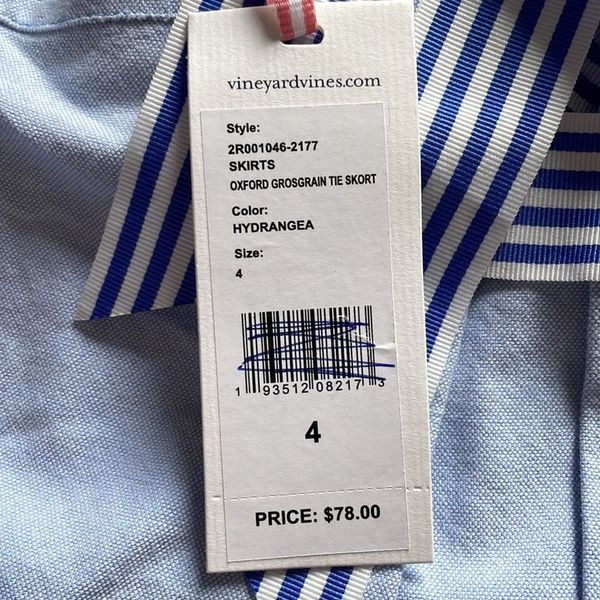 vineyardvines.com
Style:
2R001046-2177
SKIRTS
OXFORD GROSGRAIN TIE SKORT
Color:
HYDRANGEA
Size:
4
1 93512 08217 3
4
PRICE: $78.00